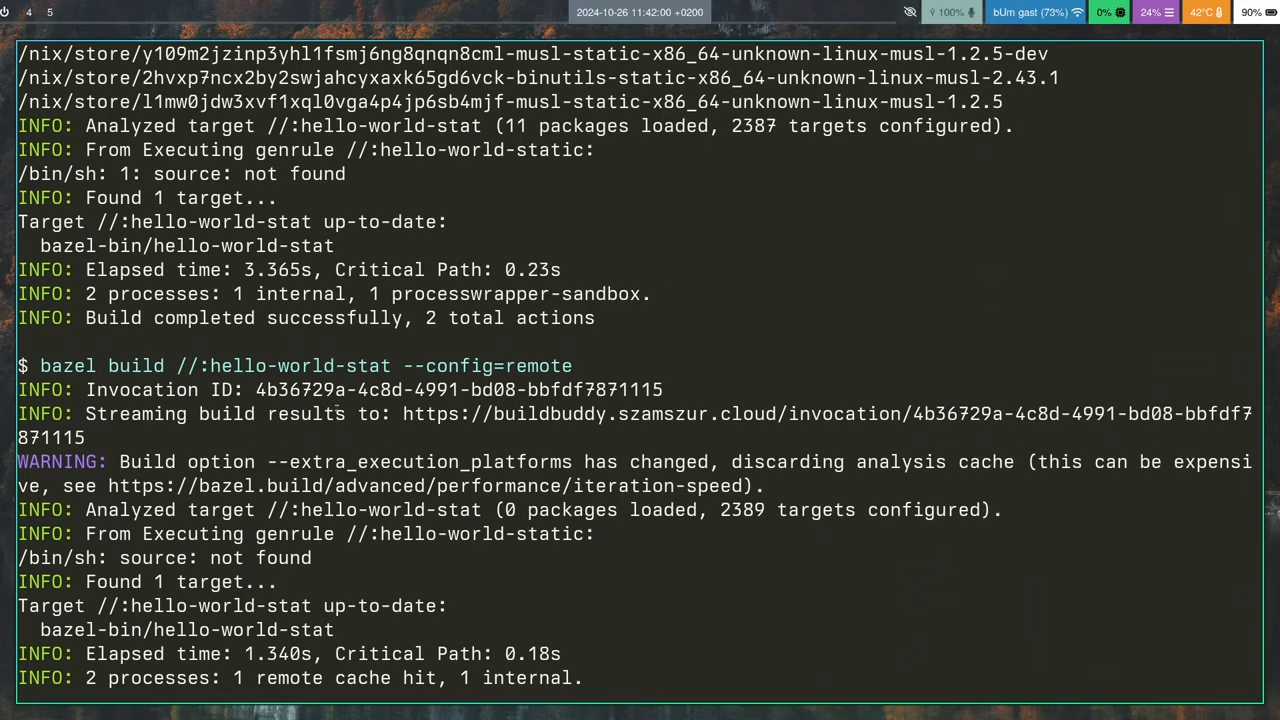 4 5 2024-10-26 11:42:00 +0200 100% bUm gast (73%) 0% 24% 42°C 90%
/nix/store/y109m2jzinp3yhl1fsmj6ng8qnqn8cml-musl-static-x86_64-unknown-linux-musl-1.2.5-dev
/nix/store/2hvxp7ncx2by2swjahcyxaxk65gd6vck-binutils-static-x86_64-unknown-linux-musl-2.43.1
/nix/store/l1mw0jdw3xvf1xql0vga4p4jp6sb4mjf-musl-static-x86_64-unknown-linux-musl-1.2.5
INFO: Analyzed target //:hello-world-stat (11 packages loaded, 2387 targets configured).
INFO: From Executing genrule //:hello-world-static:
/bin/sh: 1: source: not found
INFO: Found 1 target...
Target //:hello-world-stat up-to-date:
  bazel-bin/hello-world-stat
INFO: Elapsed time: 3.365s, Critical Path: 0.23s
INFO: 2 processes: 1 internal, 1 processwrapper-sandbox.
INFO: Build completed successfully, 2 total actions
$ bazel build //:hello-world-stat --config=remote
INFO: Invocation ID: 4b36729a-4c8d-4991-bd08-bbfdf7871115
INFO: Streaming build results to: https://buildbuddy.szamszur.cloud/invocation/4b36729a-4c8d-4991-bd08-bbfdf7
871115
WARNING: Build option --extra_execution_platforms has changed, discarding analysis cache (this can be expensi
ve, see https://bazel.build/advanced/performance/iteration-speed).
INFO: Analyzed target //:hello-world-stat (0 packages loaded, 2389 targets configured).
INFO: From Executing genrule //:hello-world-static:
/bin/sh: source: not found
INFO: Found 1 target...
Target //:hello-world-stat up-to-date:
  bazel-bin/hello-world-stat
INFO: Elapsed time: 1.340s, Critical Path: 0.18s
INFO: 2 processes: 1 remote cache hit, 1 internal.